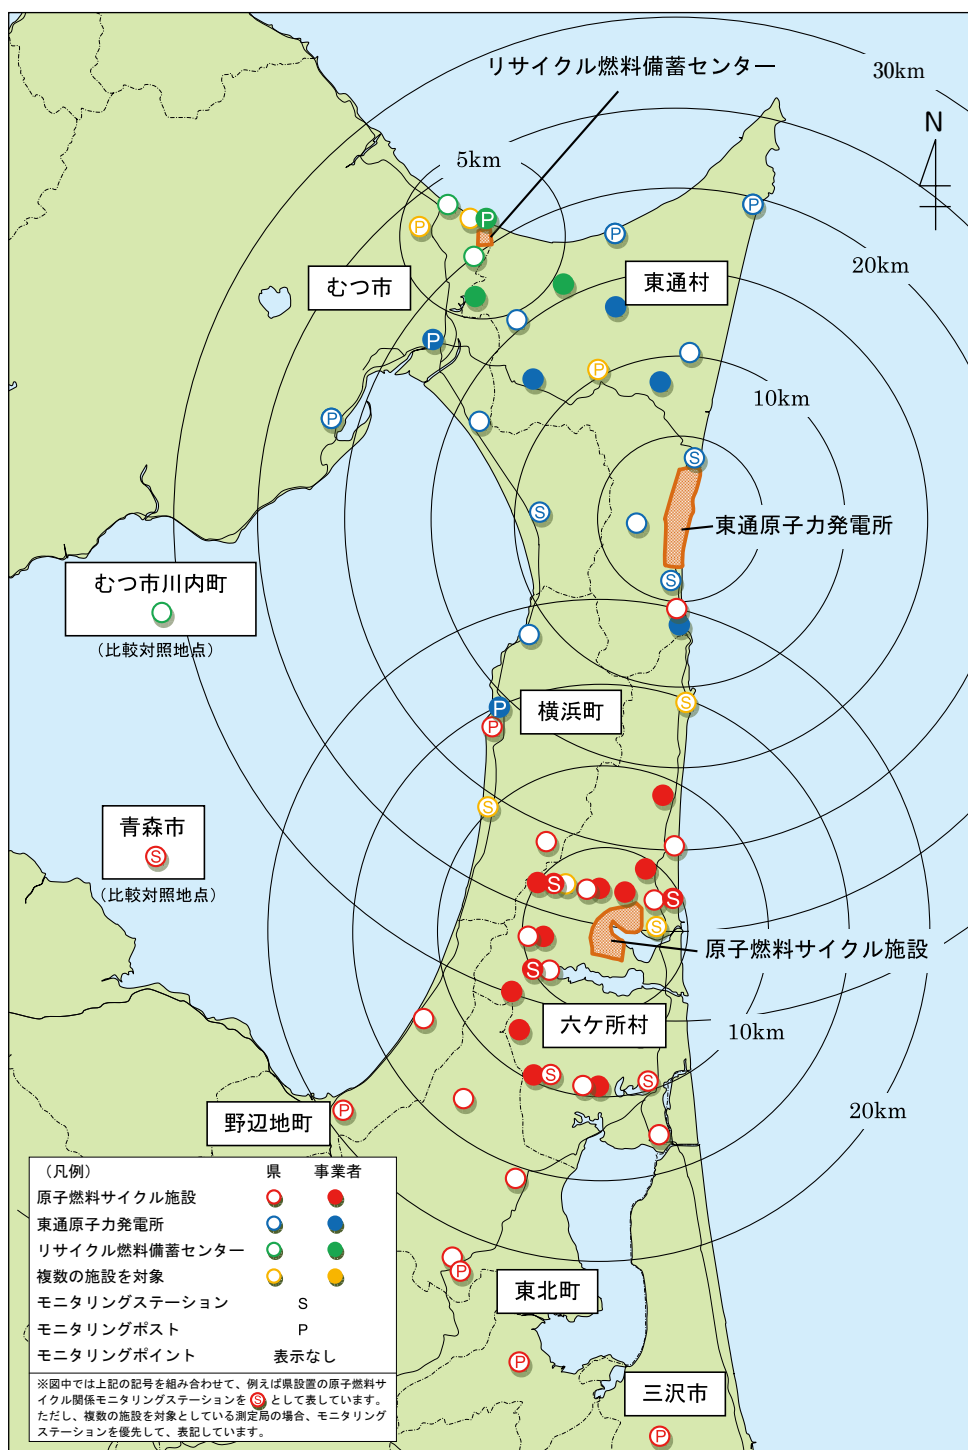 リサイクル燃料備蓄センター
30km
N
5km
P
P
P
P
20km
むつ市
東通村
P
P
10km
P
S
S
東通原子力発電所
S
むつ市川内町
(比較対照地点)
P
横浜町
S
P
S
青森市
S
(比較対照地点)
S
S
S
原子燃料サイクル施設
S
六ケ所村
10km
S
S
P
野辺地町
20km
(凡例)
県
事業者
原子燃料サイクル施設
東通原子力発電所
リサイクル燃料備蓄センター
複数の施設を対象
モニタリングステーション S
モニタリングポスト P
モニタリングポイント 表示なし
※図中では上記の記号を組み合わせて、例えば県設置の原子燃料サ
イクル関係モニタリングステーションを S として表しています。
ただし、複数の施設を対象としている測定局の場合、モニタリング
ステーションを優先して、表記しています。
P
東北町
P
三沢市
P